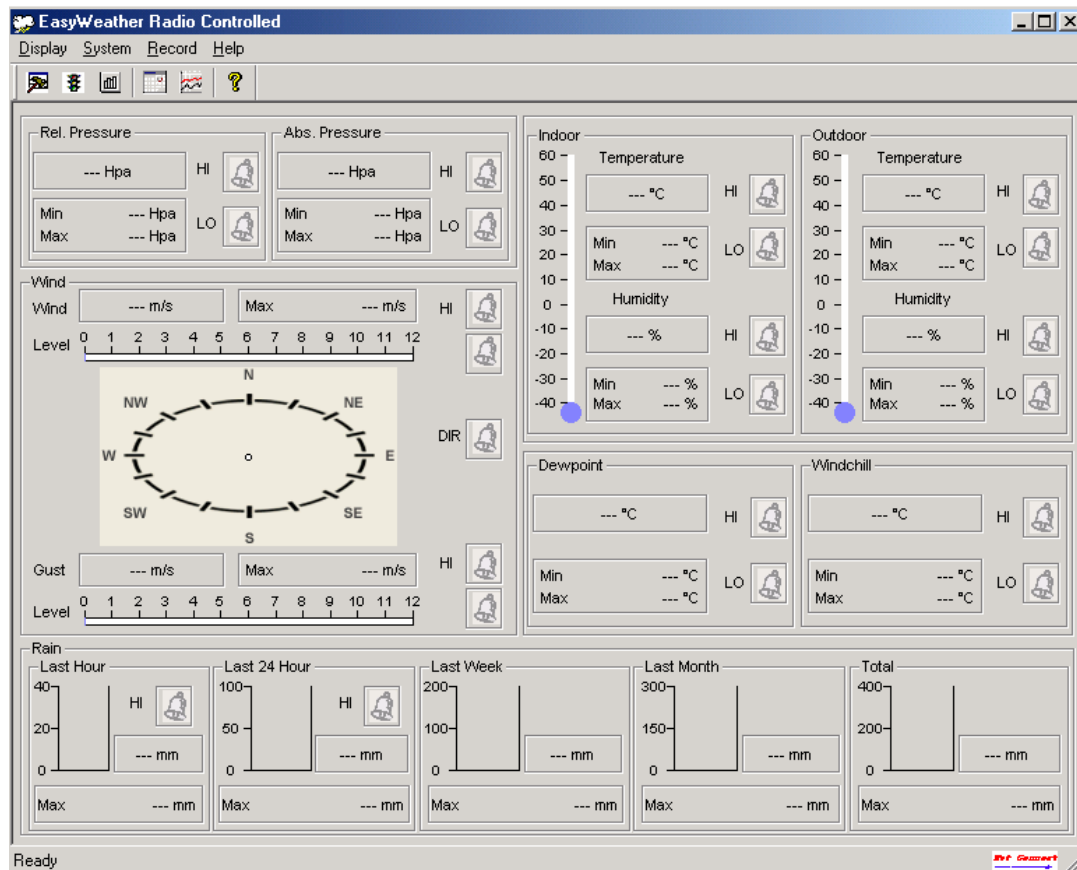 EasyWeather Radio Controlled
Display System Record Help
Rel. Pressure
--- Hpa
HI
Min --- Hpa
Max --- Hpa
LO
Abs. Pressure
--- Hpa
HI
Min --- Hpa
Max --- Hpa
LO
Wind
Wind --- m/s Max --- m/s HI
Level 0 1 2 3 4 5 6 7 8 9 10 11 12
N
NW NE
W E
SW SE
S
DIR
Gust --- m/s Max --- m/s HI
Level 0 1 2 3 4 5 6 7 8 9 10 11 12
Indoor
60
50
40
30
20
10
0
-10
-20
-30
-40
Temperature
--- °C
HI
Min --- °C
Max --- °C
LO
Humidity
--- %
HI
Min --- %
Max --- %
LO
Outdoor
60
50
40
30
20
10
0
-10
-20
-30
-40
Temperature
--- °C
HI
Min --- °C
Max --- °C
LO
Humidity
--- %
HI
Min --- %
Max --- %
LO
Dewpoint
--- °C
HI
Min --- °C
Max --- °C
LO
Windchill
--- °C
HI
Min --- °C
Max --- °C
LO
Rain
Last Hour
40
20
0
HI
--- mm
Max --- mm
Last 24 Hour
100
50
0
HI
--- mm
Max --- mm
Last Week
200
100
0
--- mm
Max --- mm
Last Month
300
150
0
--- mm
Max --- mm
Total
400
200
0
--- mm
Max --- mm
Ready